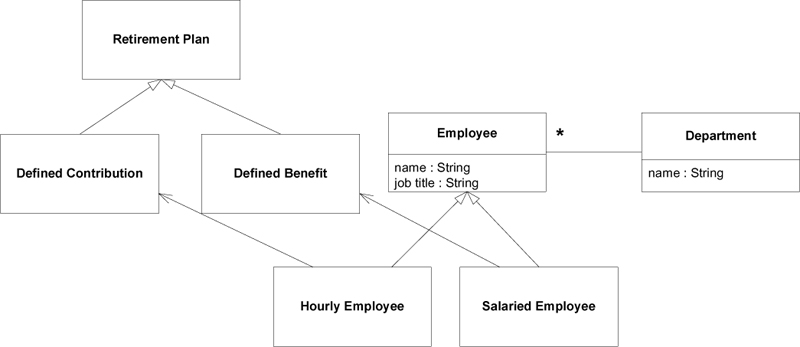 Retirement Plan
Employee
*
Department
name : String
job title : String
name : String
Defined Contribution
Defined Benefit
Hourly Employee
Salaried Employee